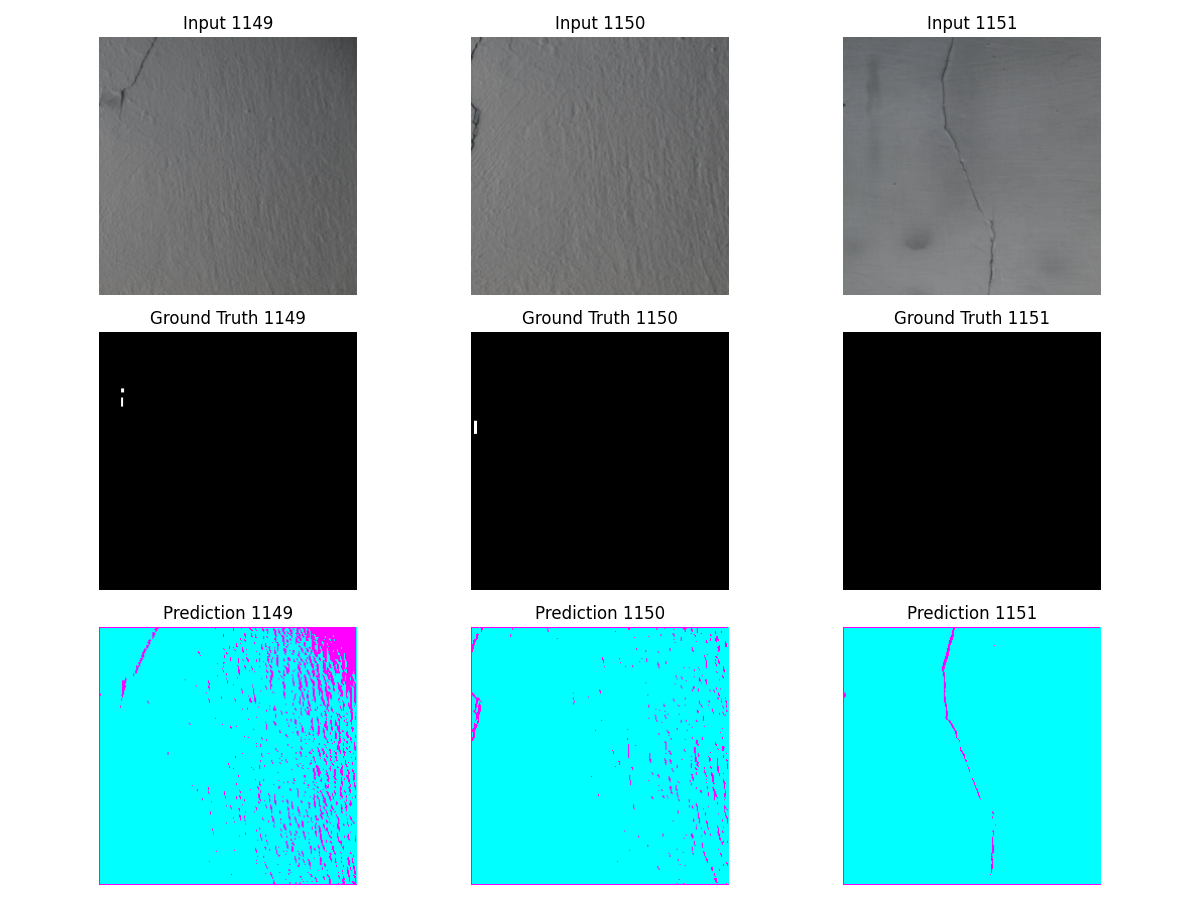 Input 1149
Input 1150
Input 1151
Ground Truth 1149
Ground Truth 1150
Ground Truth 1151
Prediction 1149
Prediction 1150
Prediction 1151